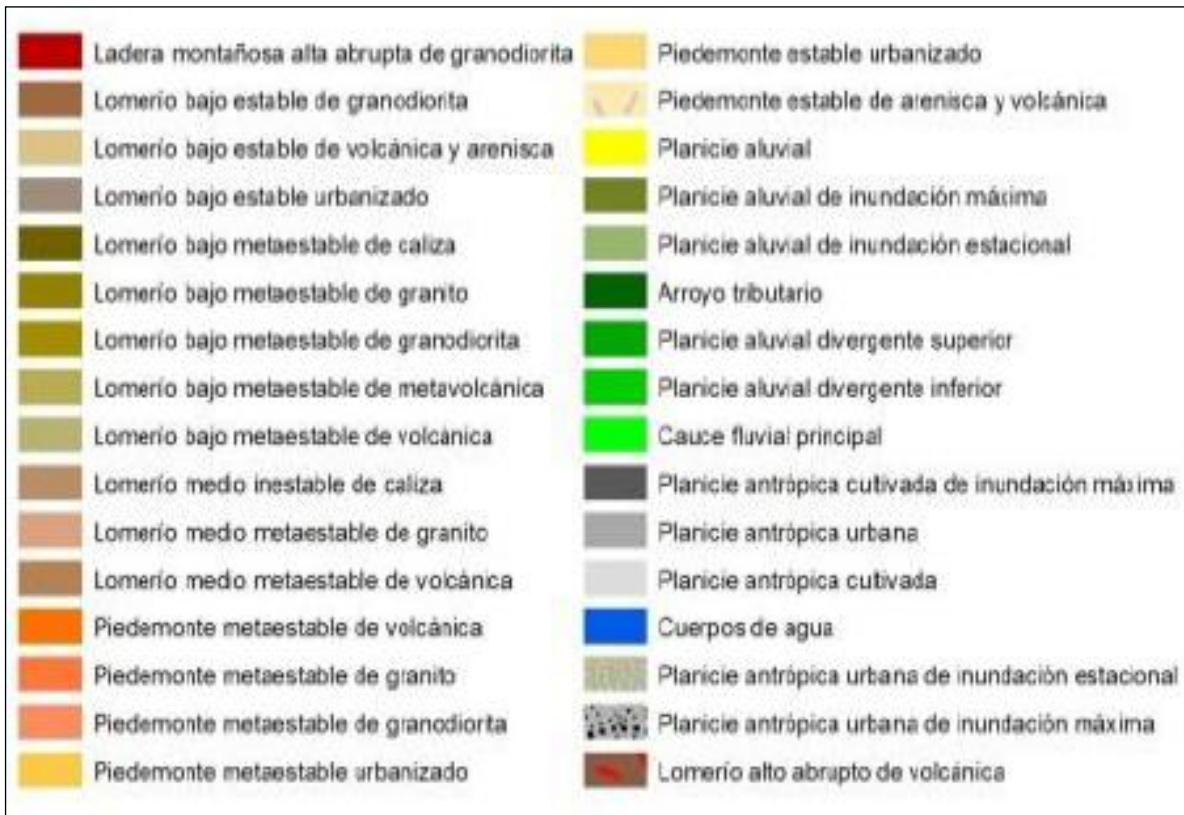 Ladera montañosa alta abrupta de granodiorita
Lomerío bajo estable de granodiorita
Lomerío bajo estable de volcánica y arenisca
Lomerío bajo estable urbanizado
Lomerío bajo metaestable de caliza
Lomerío bajo metaestable de granito
Lomerío bajo metaestable de granodiorita
Lomerío bajo metaestable de metavolcánica
Lomerío bajo metaestable de volcánica
Lomerío medio inestable de caliza
Lomerío medio metaestable de granito
Lomerío medio metaestable de volcánica
Piedemonte metaestable de volcánica
Piedemonte metaestable de granito
Piedemonte metaestable de granodiorita
Piedemonte metaestable urbanizado
Piedemonte estable urbanizado
Piedemonte estable de arenisca y volcánica
Planicie aluvial
Planicie aluvial de inundación máxima
Planicie aluvial de inundación estacional
Arroyo tributario
Planicie aluvial divergente superior
Planicie aluvial divergente inferior
Cauce fluvial principal
Planicie antrópica cutivada de inundación máxima
Planicie antrópica urbana
Planicie antrópica cutivada
Cuerpos de agua
Planicie antrópica urbana de inundación estacional
Planicie antrópica urbana de inundación máxima
Lomerío alto abrupto de volcánica